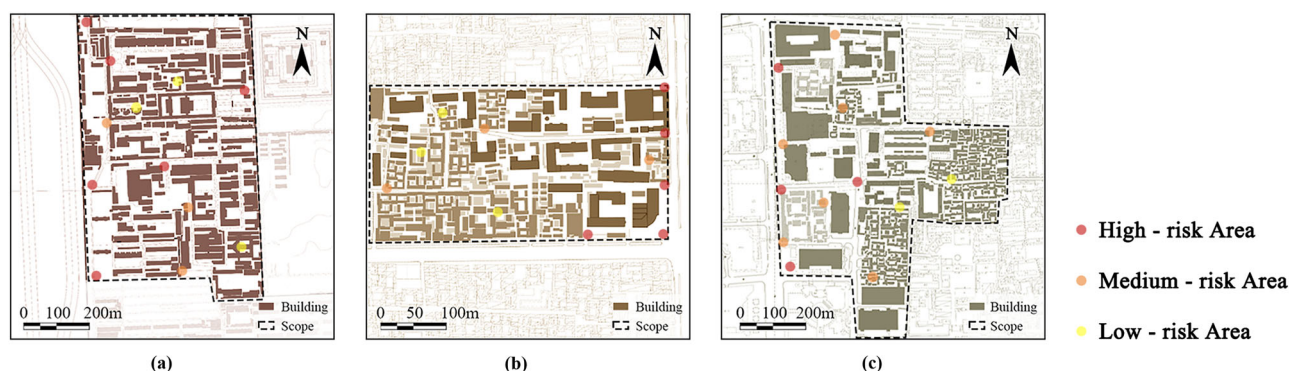 N
0 100 200m
Building
Scope
(a)
N
0 50 100m
Building
Scope
(b)
N
0 100 200m
Building
Scope
(c)
High - risk Area
Medium - risk Area
Low - risk Area